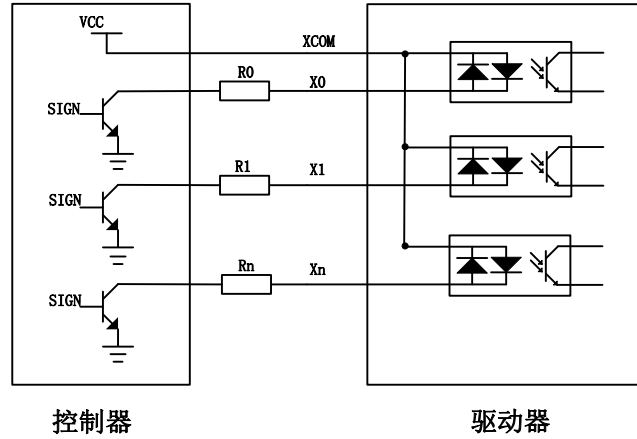 VCC
XCOM
R0
X0
SIGN
R1
X1
SIGN
Rn
Xn
SIGN
控制器
驱动器